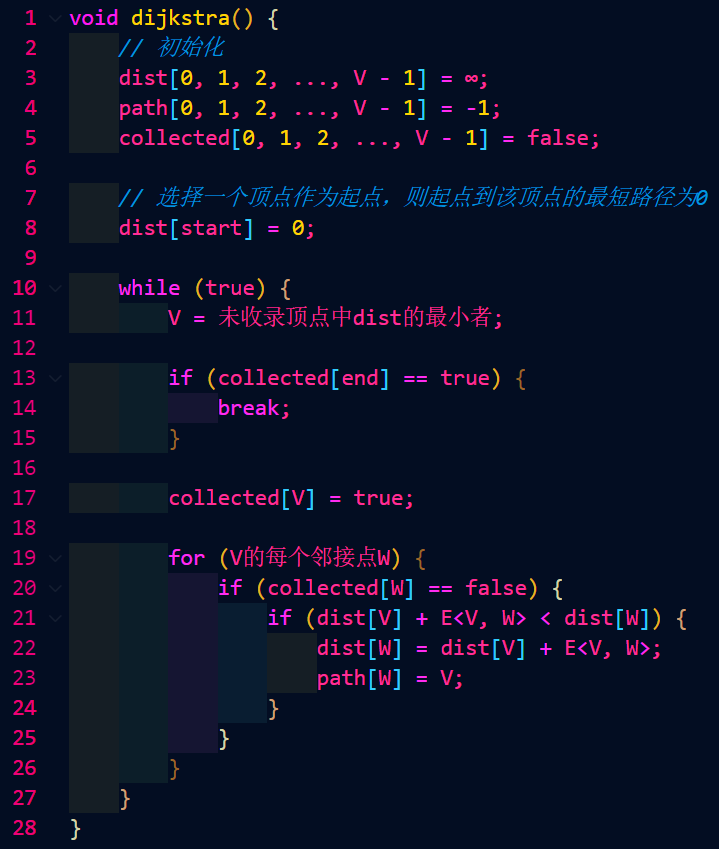 1 void dijkstra() {
2 // 初始化
3 dist[0, 1, 2, ..., V - 1] = ∞;
4 path[0, 1, 2, ..., V - 1] = -1;
5 collected[0, 1, 2, ..., V - 1] = false;
6
7 // 选择一个顶点作为起点，则起点到该顶点的最短路径为0
8 dist[start] = 0;
9
10 while (true) {
11 V = 未收录顶点中dist的最小者;
12
13 if (collected[end] == true) {
14 break;
15 }
16
17 collected[V] = true;
18
19 for (V的每个邻接点W) {
20 if (collected[W] == false) {
21 if (dist[V] + E<V, W> < dist[W]) {
22 dist[W] = dist[V] + E<V, W>;
23 path[W] = V;
24 }
25 }
26 }
27 }
28 }